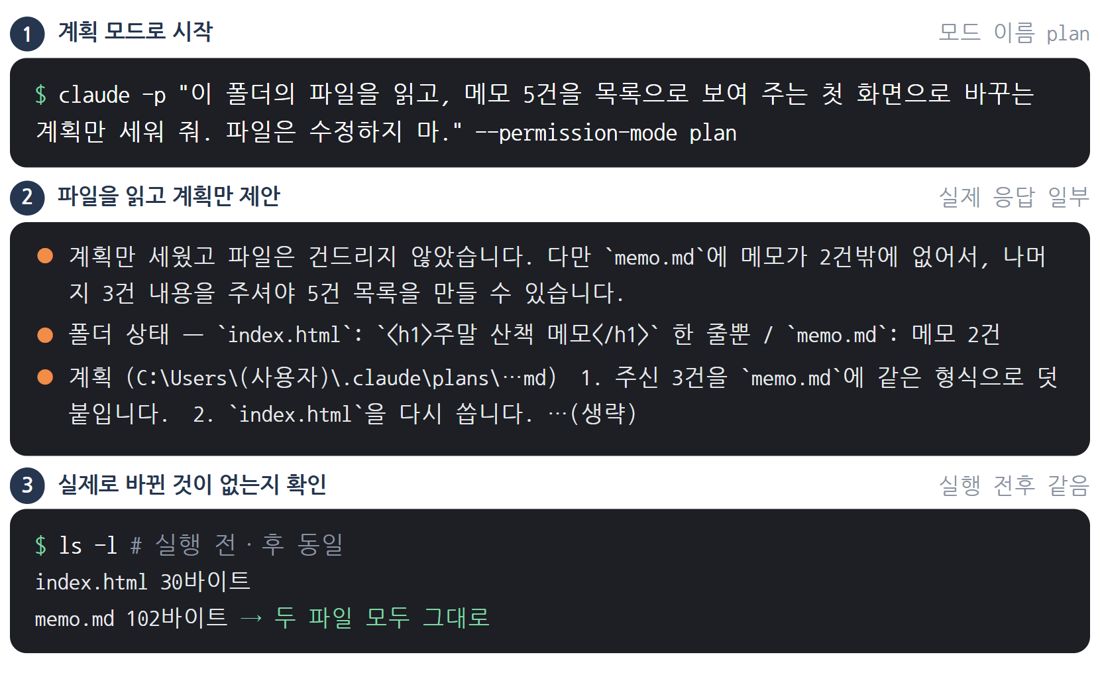 1 계획 모드로 시작 모드 이름 plan
$ claude -p "이 폴더의 파일을 읽고, 메모 5건을 목록으로 보여 주는 첫 화면으로 바꾸는
계획만 세워 줘. 파일은 수정하지 마." --permission-mode plan
2 파일을 읽고 계획만 제안 실제 응답 일부
● 계획만 세웠고 파일은 건드리지 않았습니다. 다만 `memo.md`에 메모가 2건밖에 없어서, 나머
지 3건 내용을 주셔야 5건 목록을 만들 수 있습니다.
● 폴더 상태 — `index.html`: `<h1>주말 산책 메모</h1>` 한 줄뿐 / `memo.md`: 메모 2건
● 계획 (C:\Users\(사용자)\.claude\plans\…md) 1. 주신 3건을 `memo.md`에 같은 형식으로 덧
붙입니다. 2. `index.html`을 다시 씁니다. …(생략)
3 실제로 바뀐 것이 없는지 확인 실행 전후 같음
$ ls -l # 실행 전·후 동일
index.html 30바이트
memo.md 102바이트 → 두 파일 모두 그대로